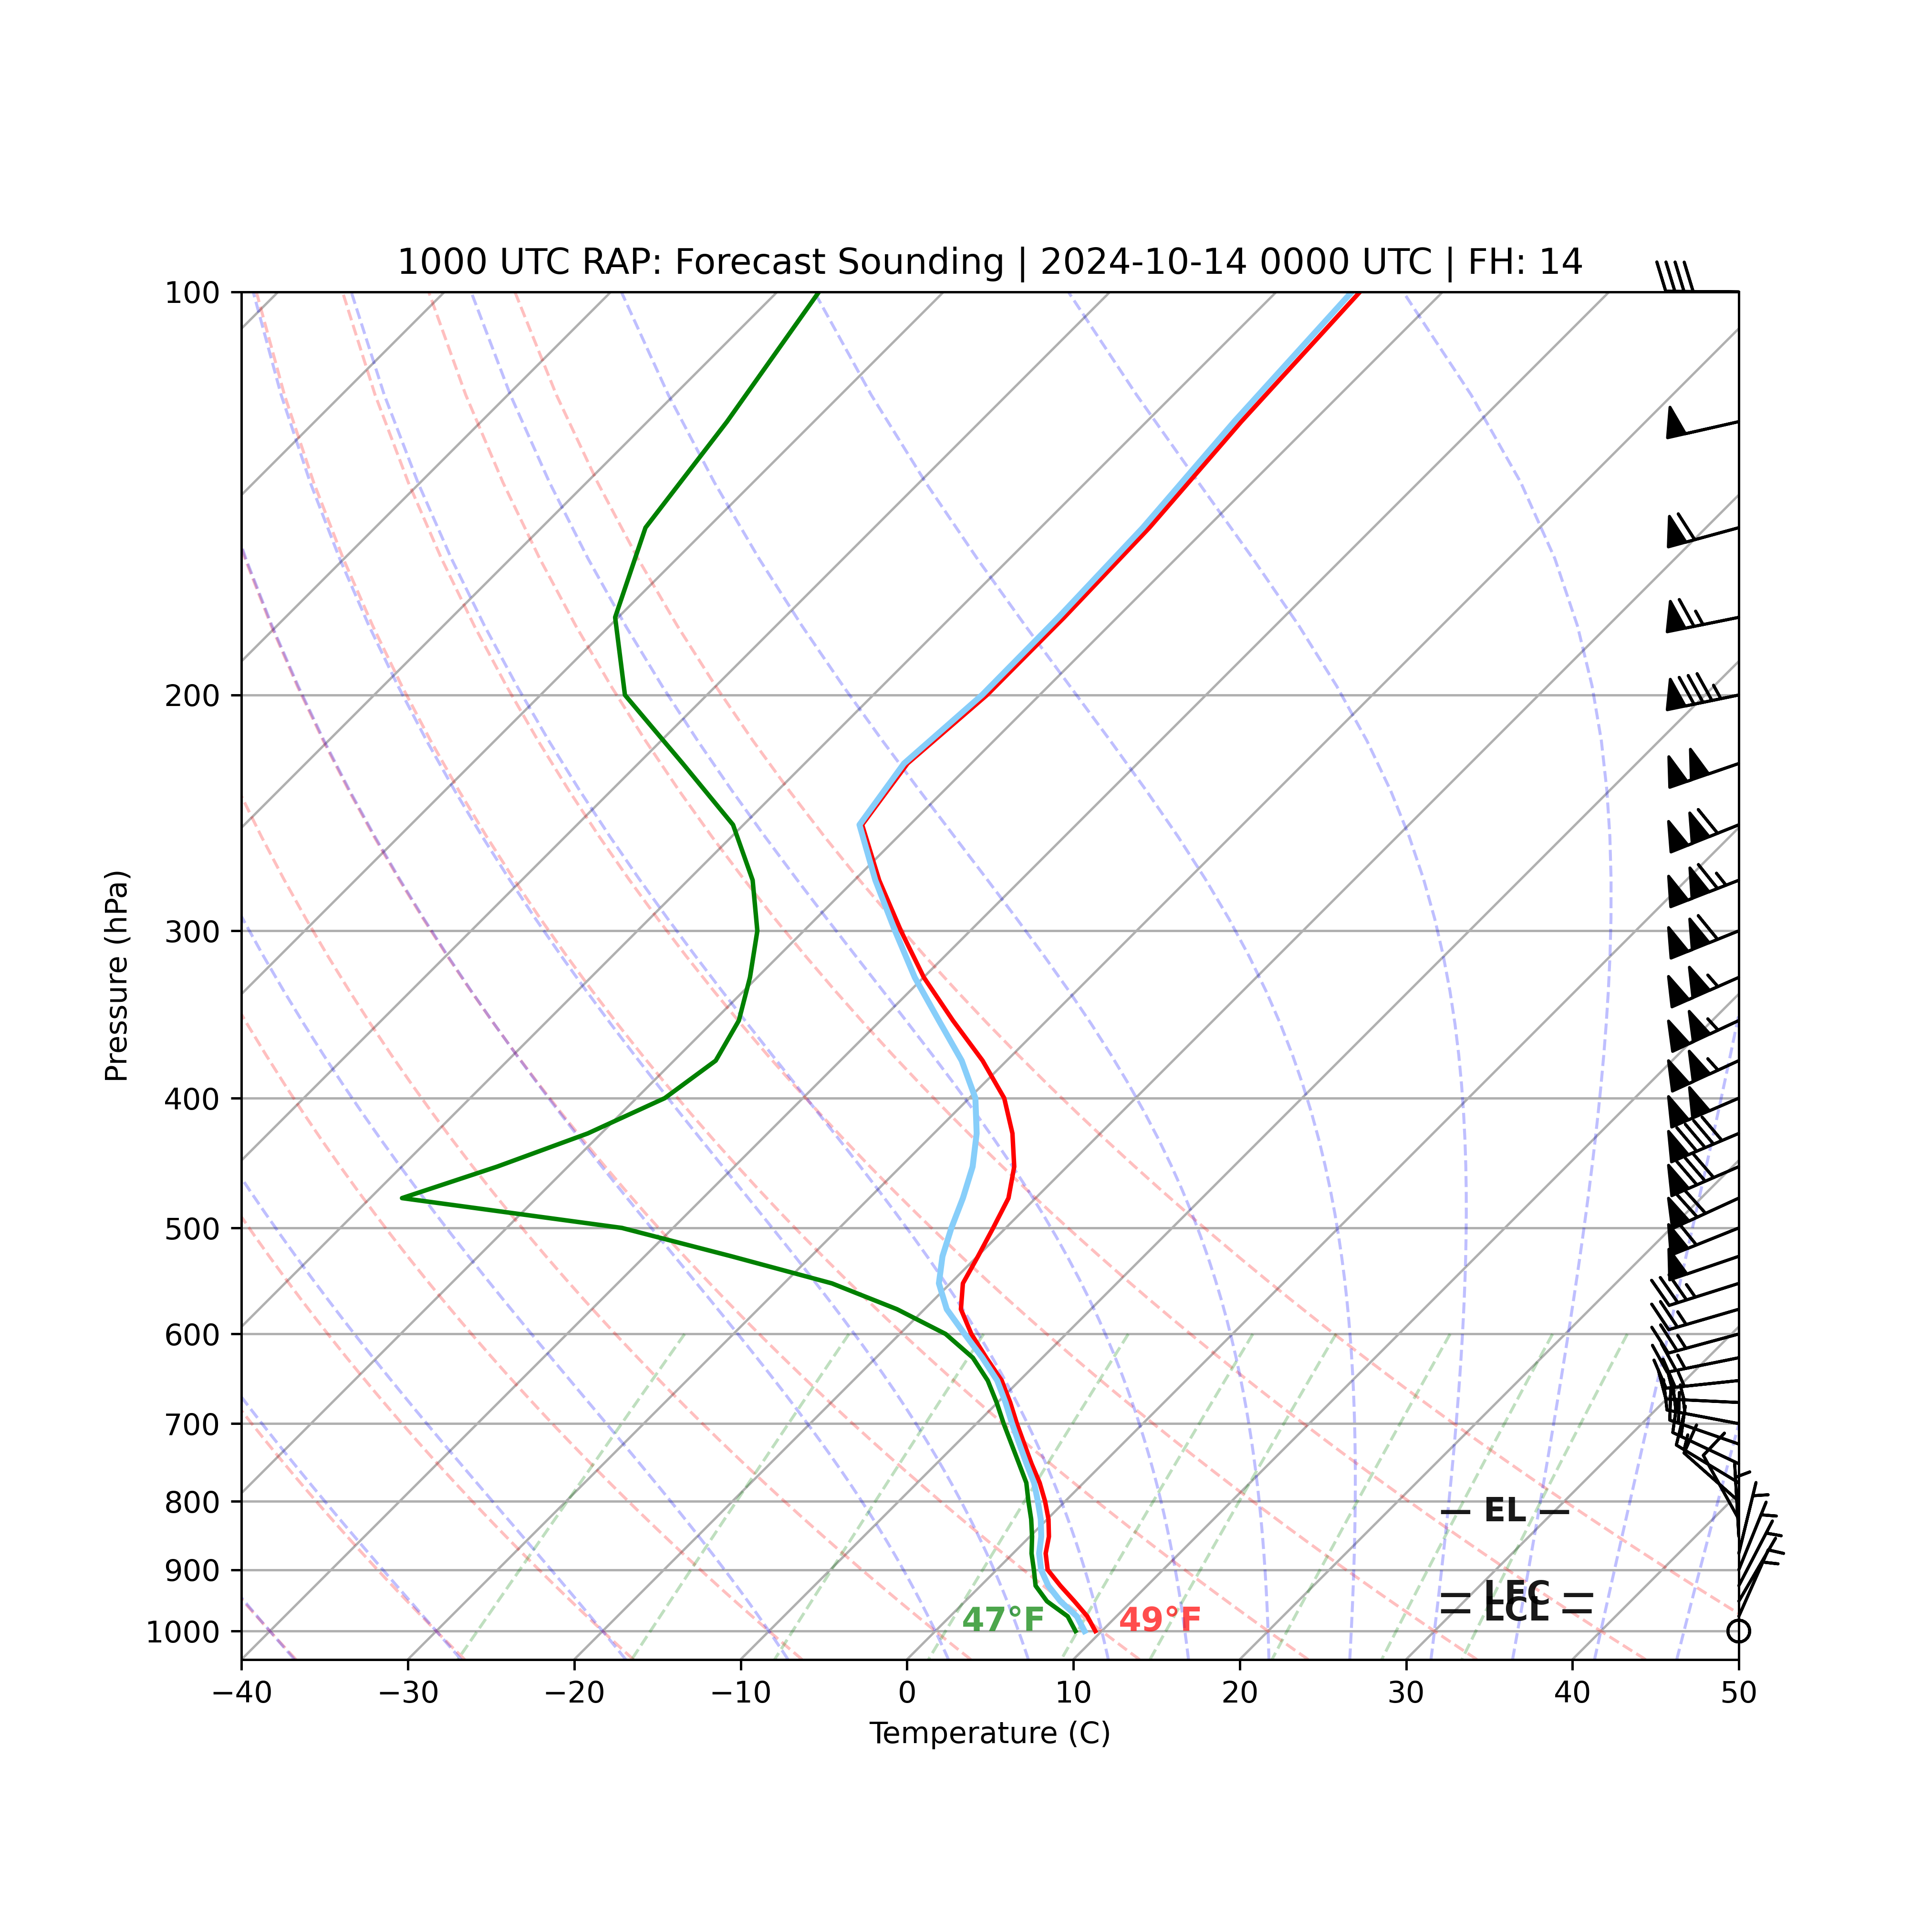 1000 UTC RAP: Forecast Sounding | 2024-10-14 0000 UTC | FH: 14
100
200
300
400
500
600
700
800
900
1000
Pressure (hPa)
— EL —
— LFC —
— LCL —
47°F
49°F
−40 −30 −20 −10 0 10 20 30 40 50
Temperature (C)